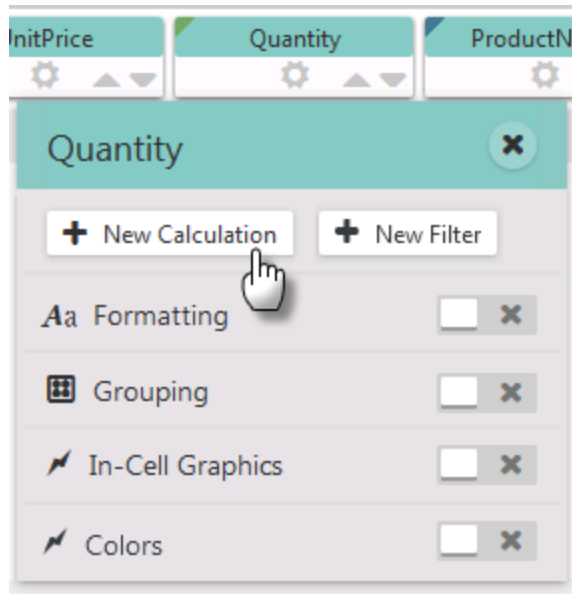 nitPrice Quantity ProductN
Quantity
New Calculation New Filter
Aa Formatting
Grouping
In-Cell Graphics
Colors